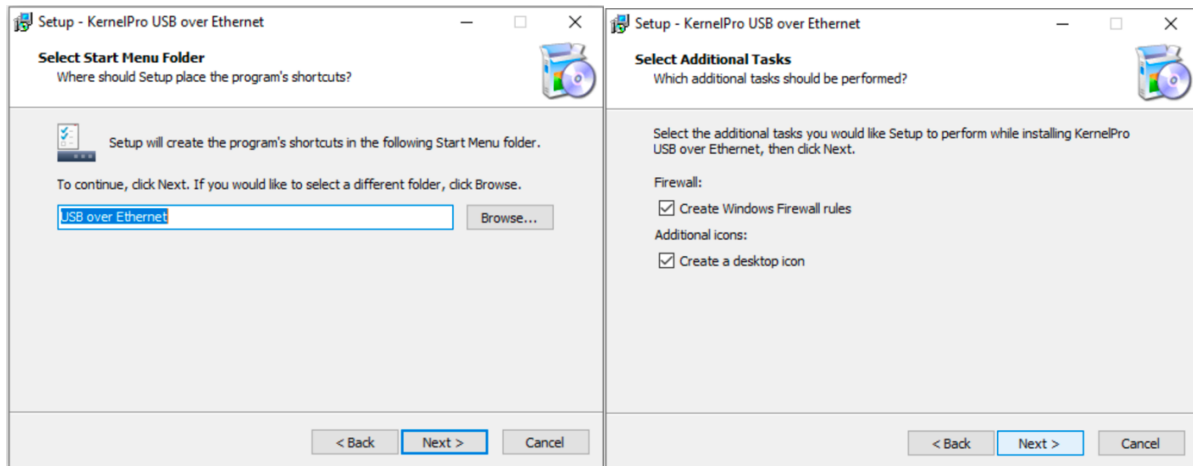 Setup - KernelPro USB over Ethernet
Select Start Menu Folder
Where should Setup place the program's shortcuts?
Setup will create the program's shortcuts in the following Start Menu folder.
To continue, click Next. If you would like to select a different folder, click Browse.
USB over Ethernet
Browse...
< Back
Next >
Cancel
Setup - KernelPro USB over Ethernet
Select Additional Tasks
Which additional tasks should be performed?
Select the additional tasks you would like Setup to perform while installing KernelPro
USB over Ethernet, then click Next.
Firewall:
Create Windows Firewall rules
Additional icons:
Create a desktop icon
< Back
Next >
Cancel